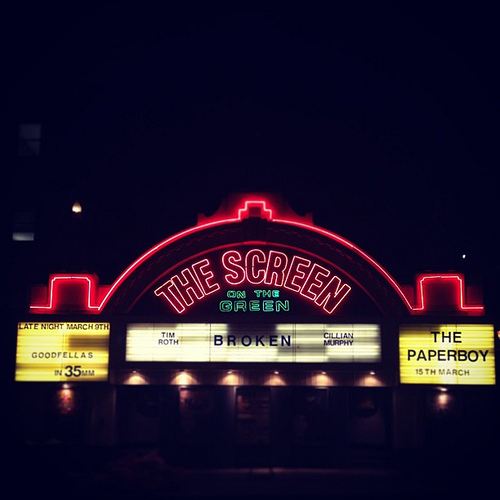 THE SCREEN
ON THE
GREEN
LATE NIGHT MARCH 9TH
GOODFELLAS
IN 35MM
TIM
ROTH
BROKEN
CILLIAN
MURPHY
THE
PAPERBOY
15TH MARCH